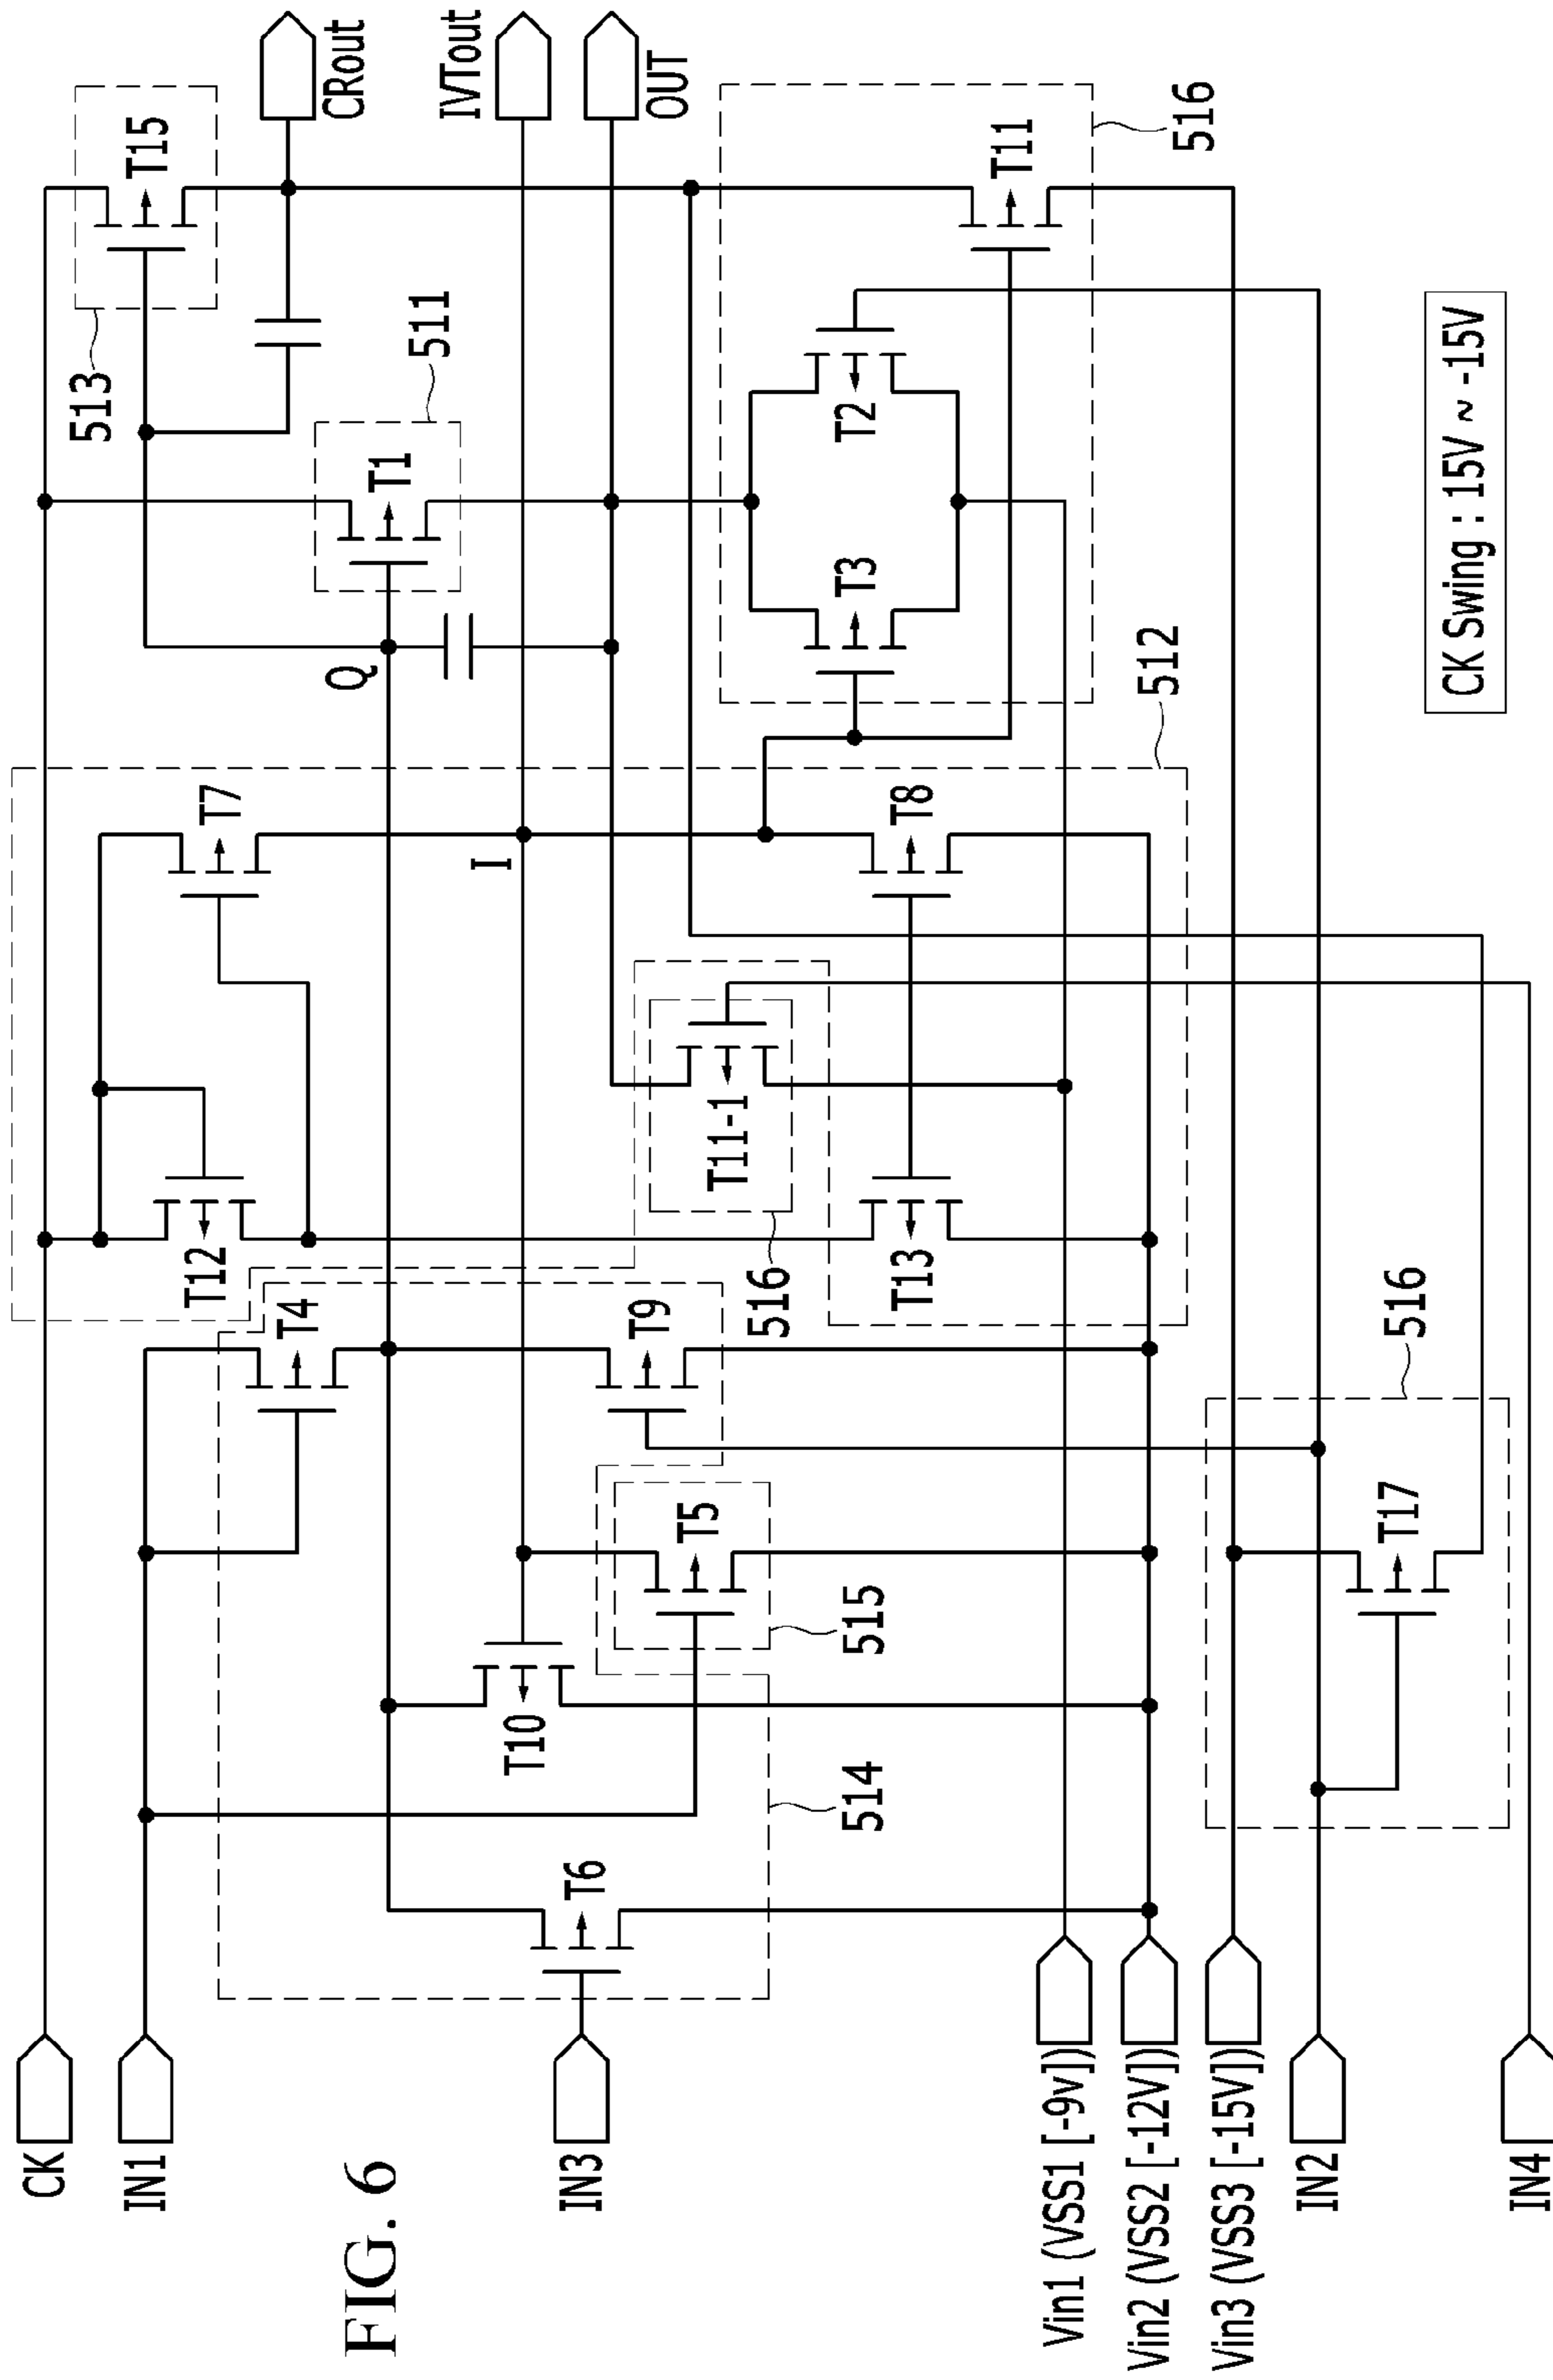 FIG. 6
CK
IN1
IN3
Vin1 (VSS1 [-9v])
Vin2 (VSS2 [-12V])
Vin3 (VSS3 [-15V])
IN2
IN4
T6
514
T10
515
T5
T17
516
T4
T9
T12
T13
516
T11-1
T7
I
T8
512
Q
T3
T2
T1
511
513
T15
T11
516
CRout
IVTout
OUT
CK Swing : 15V ~ -15V